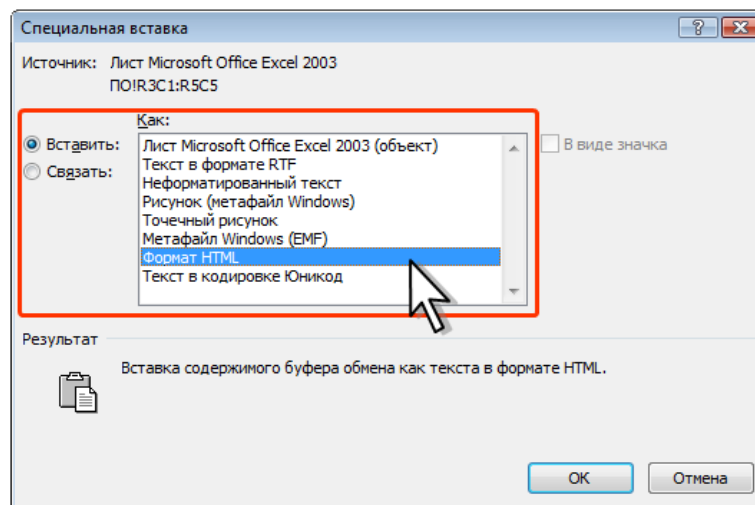 Специальная вставка
Источник: Лист Microsoft Office Excel 2003
ПО!R3C1:R5C5
Как:
Вставить:
Связать:
Лист Microsoft Office Excel 2003 (объект)
Текст в формате RTF
Неформатированный текст
Рисунок (метафайл Windows)
Точечный рисунок
Метафайл Windows (EMF)
Формат HTML
Текст в кодировке Юникод
В виде значка
Результат
Вставка содержимого буфера обмена как текста в формате HTML.
ОК
Отмена